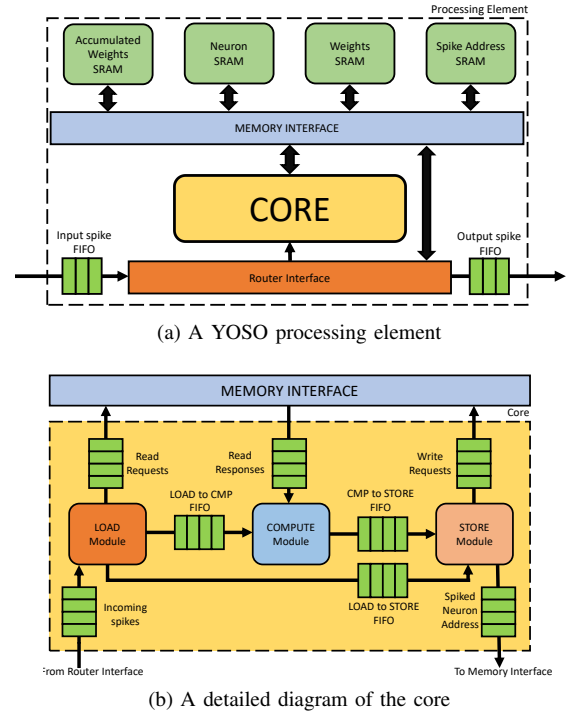 Processing Element
Accumulated
Weights
SRAM
Neuron
SRAM
Weights
SRAM
Spike Address
SRAM
MEMORY INTERFACE
CORE
Input spike
FIFO
Output spike
FIFO
Router Interface
(a) A YOSO processing element
MEMORY INTERFACE
Core
Read
Requests
Read
Responses
Write
Requests
LOAD to CMP
FIFO
CMP to STORE
FIFO
LOAD
Module
COMPUTE
Module
STORE
Module
Incoming
spikes
LOAD to STORE
FIFO
Spiked
Neuron
Address
From Router Interface
To Memory Interface
(b) A detailed diagram of the core